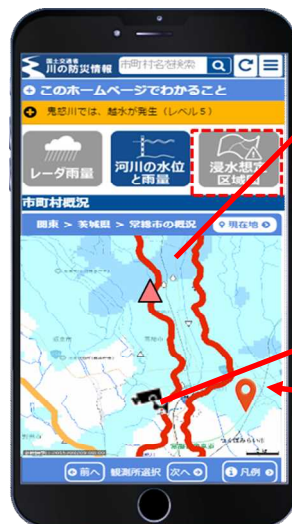 国土交通省
川の防災情報
市町村名を検索
このホームページでわかること
鬼怒川では、越水が発生（レベル５）
レーダ雨量
河川の水位
と雨量
浸水想定
区域図
市町村概況
関東 > 茨城県 > 常総市の概況
現在地
前へ
観測所選択
次へ
凡例